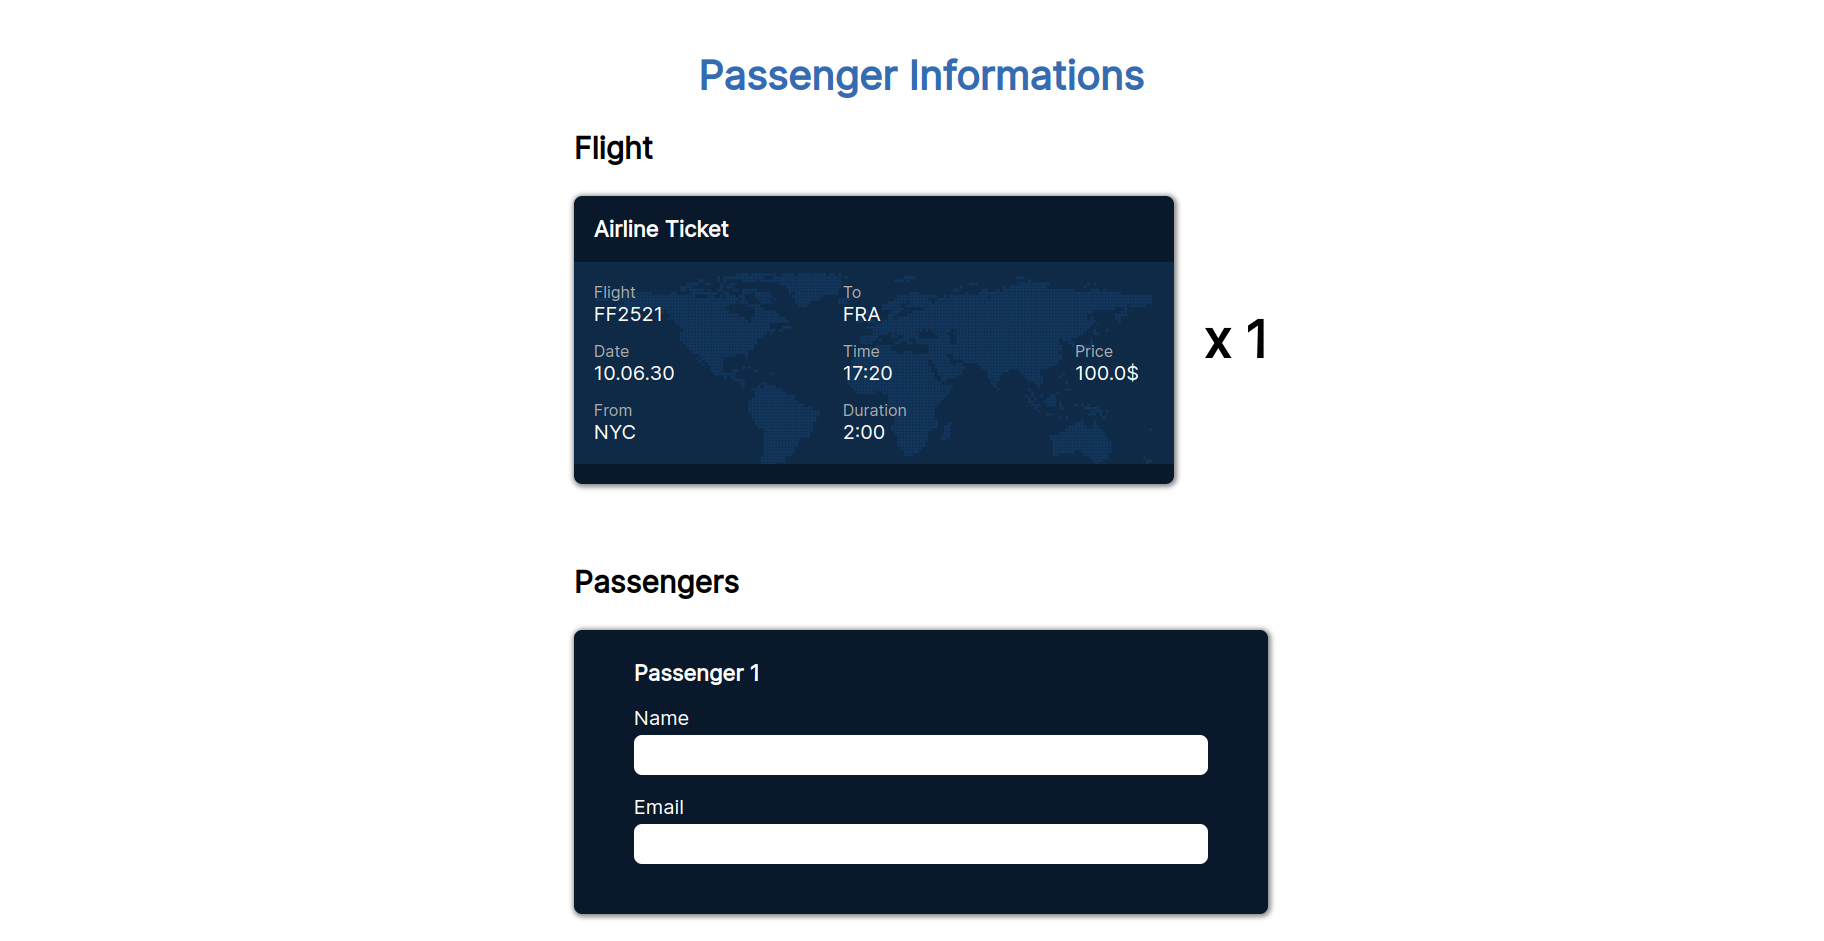 Passenger Informations
Flight
Airline Ticket
Flight
FF2521
To
FRA
Date
10.06.30
Time
17:20
Price
100.0$
From
NYC
Duration
2:00
x 1
Passengers
Passenger 1
Name
Email